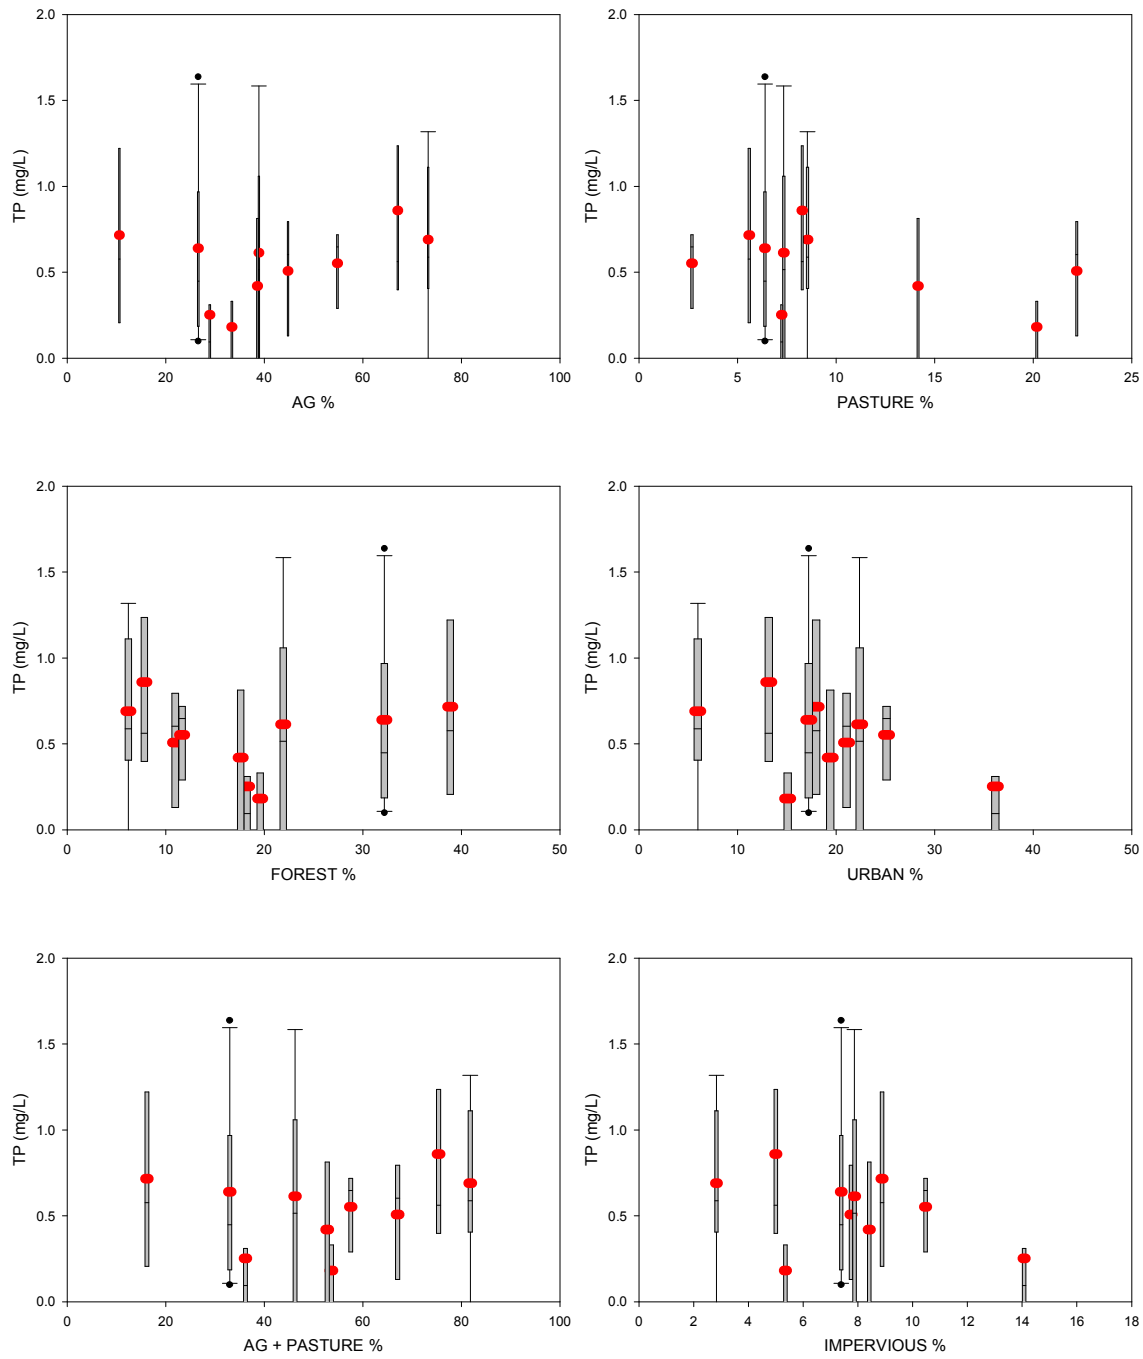 2.0
1.5
1.0
0.5
0.0
TP (mg/L)
0 20 40 60 80 100
AG %
2.0
1.5
1.0
0.5
0.0
TP (mg/L)
0 5 10 15 20 25
PASTURE %
2.0
1.5
1.0
0.5
0.0
TP (mg/L)
0 10 20 30 40 50
FOREST %
2.0
1.5
1.0
0.5
0.0
TP (mg/L)
0 10 20 30 40 50
URBAN %
2.0
1.5
1.0
0.5
0.0
TP (mg/L)
0 20 40 60 80 100
AG + PASTURE %
2.0
1.5
1.0
0.5
0.0
TP (mg/L)
0 2 4 6 8 10 12 14 16 18
IMPERVIOUS %